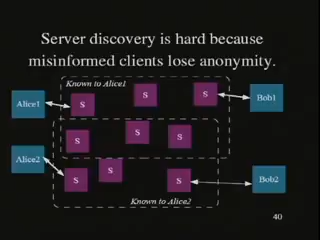 Server discovery is hard because
misinformed clients lose anonymity.
Known to Alice1
Alice1
S
S
S
Bob1
S
S
S
Alice2
S
S
S
Bob2
Known to Alice2
40